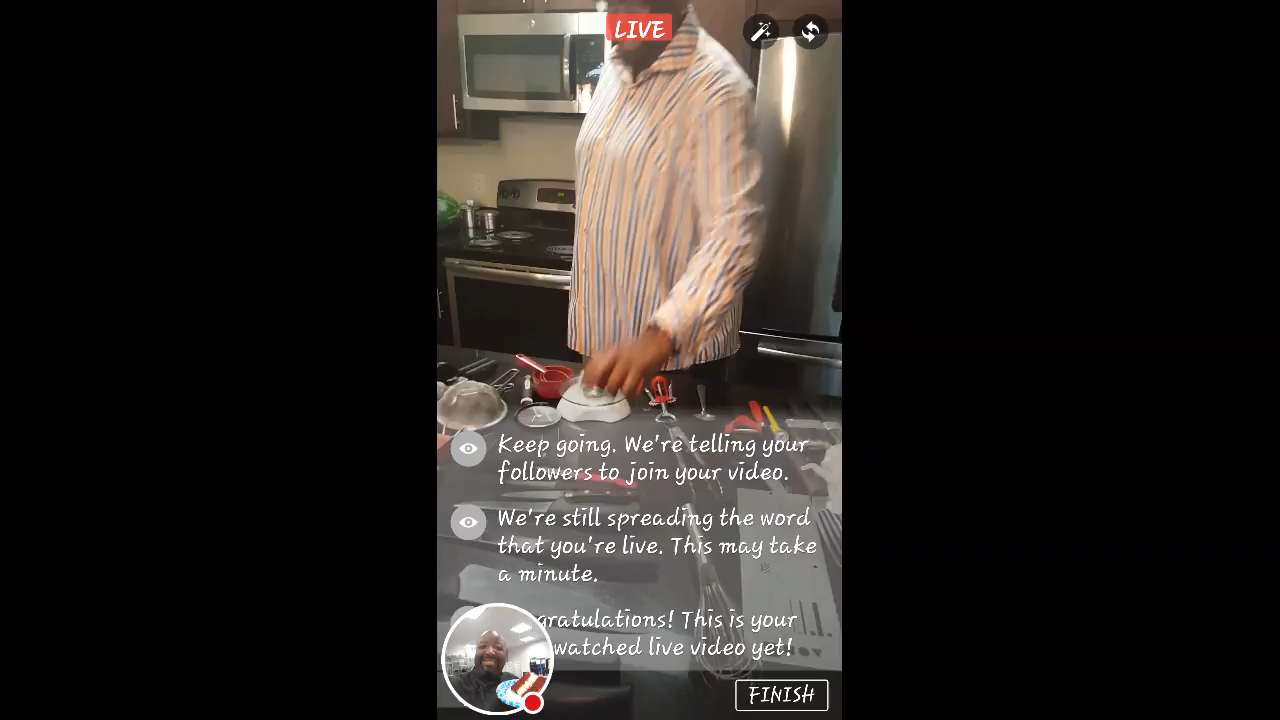 LIVE
Keep going. We're telling your
followers to join your video.
We're still spreading the word
that you're live. This may take
a minute.
gratulations! This is your
watched live video yet!
FINISH